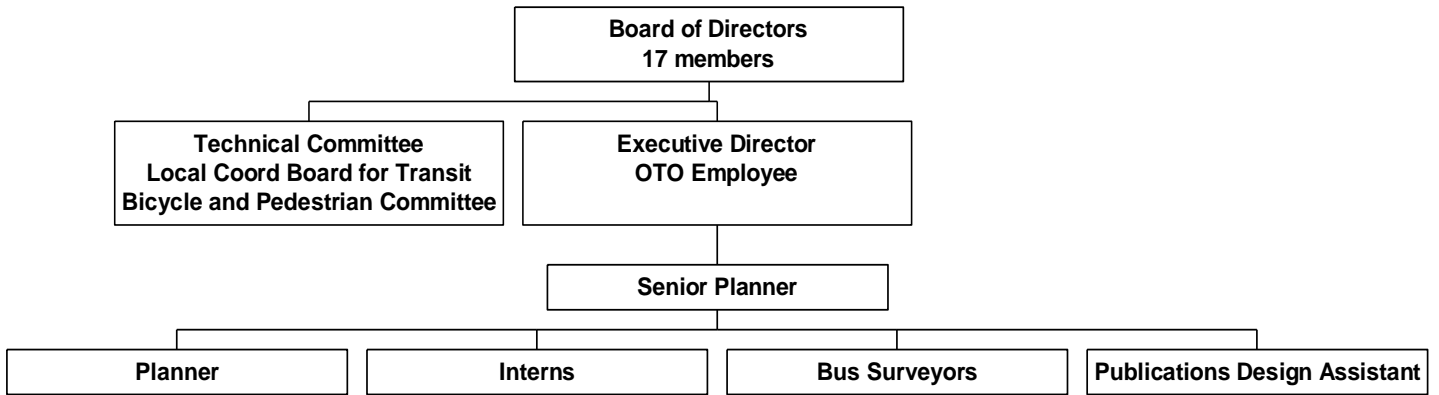 Board of Directors
17 members
Technical Committee
Local Coord Board for Transit
Bicycle and Pedestrian Committee
Executive Director
OTO Employee
Senior Planner
Planner
Interns
Bus Surveyors
Publications Design Assistant